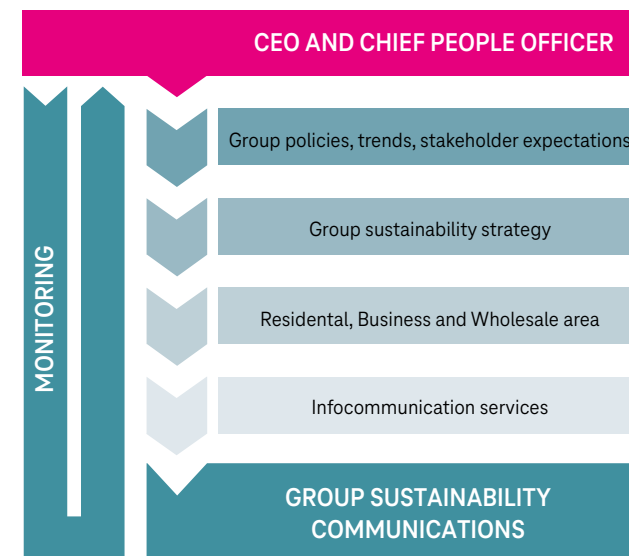 CEO AND CHIEF PEOPLE OFFICER
Group policies, trends, stakeholder expectations
Group sustainability strategy
Residental, Business and Wholesale area
Infocommunication services
MONITORING
GROUP SUSTAINABILITY
COMMUNICATIONS